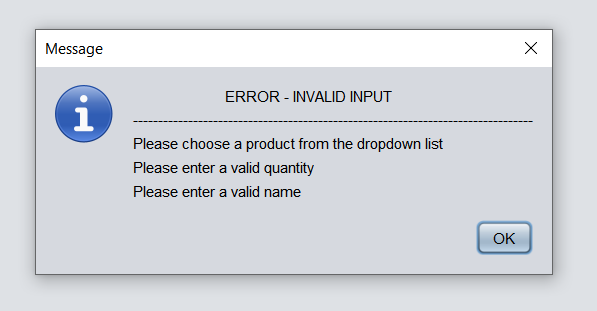 Message
ERROR - INVALID INPUT
--------------------------------------------------------------------------------
Please choose a product from the dropdown list
Please enter a valid quantity
Please enter a valid name
OK